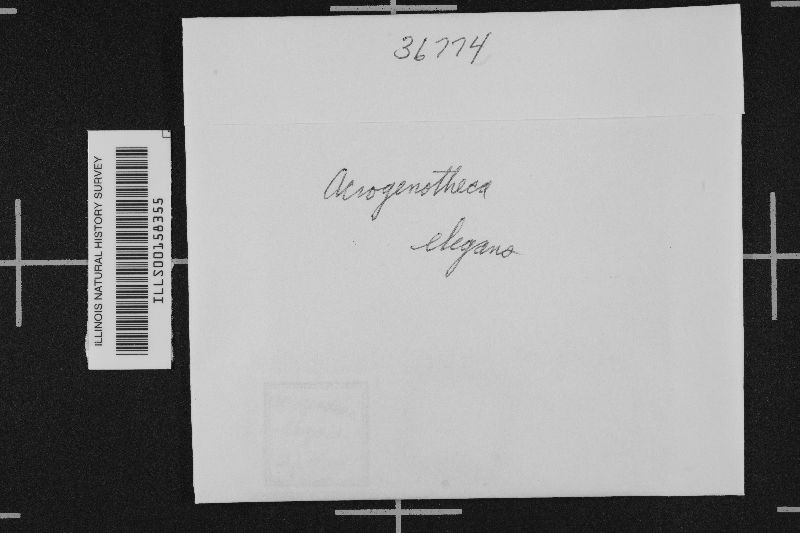 36774
Acrogenotheca
elegans
ILLINOIS NATURAL HISTORY SURVEY
ILLS00158355